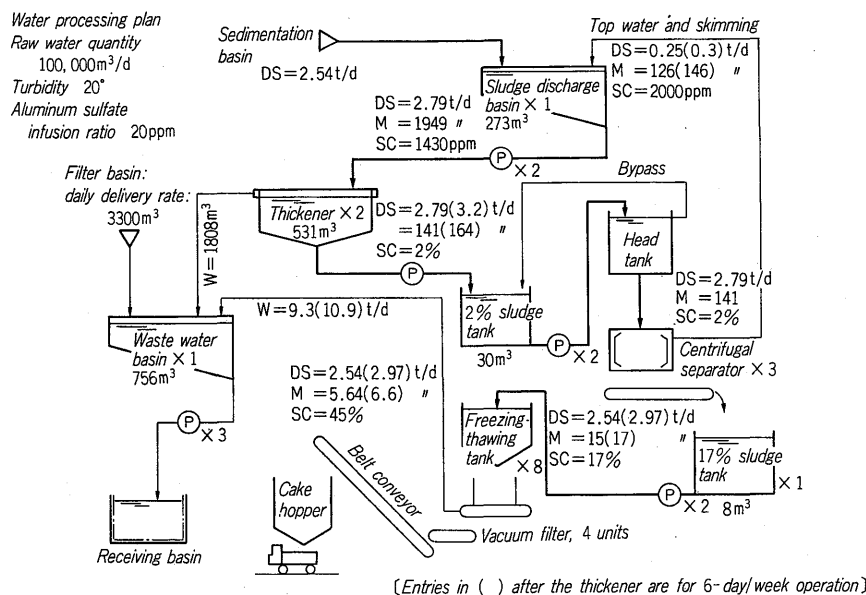 Water processing plan
Raw water quantity
100,000m³/d
Turbidity 20°
Aluminum sulfate
infusion ratio 20ppm
Sedimentation
basin
DS=2.54t/d
Top water and skimming
DS=0.25(0.3)t/d
M=126(146) 〃
SC=2000ppm
Sludge discharge
basin×1
273m³
DS=2.79t/d
M=1949 〃
SC=1430ppm
P
×2
Bypass
Filter basin:
daily delivery rate:
3300m³
W=1808m³
Thickener×2
531m³
DS=2.79(3.2)t/d
=141(164) 〃
SC=2%
P
Head
tank
DS=2.79t/d
M=141
SC=2%
2% sludge
tank
30m³
P
×2
Centrifugal
separator×3
W=9.3(10.9)t/d
Waste water
basin×1
756m³
P
×3
Receiving basin
DS=2.54(2.97)t/d
M=5.64(6.6) 〃
SC=45%
Belt conveyor
Cake
hopper
Freezing-
thawing
tank
×8
DS=2.54(2.97)t/d
M=15(17) 〃
SC=17%
17% sludge
tank
×1
8m³
P
×2
Vacuum filter, 4 units
[Entries in ( ) after the thickener are for 6-day/week operation]